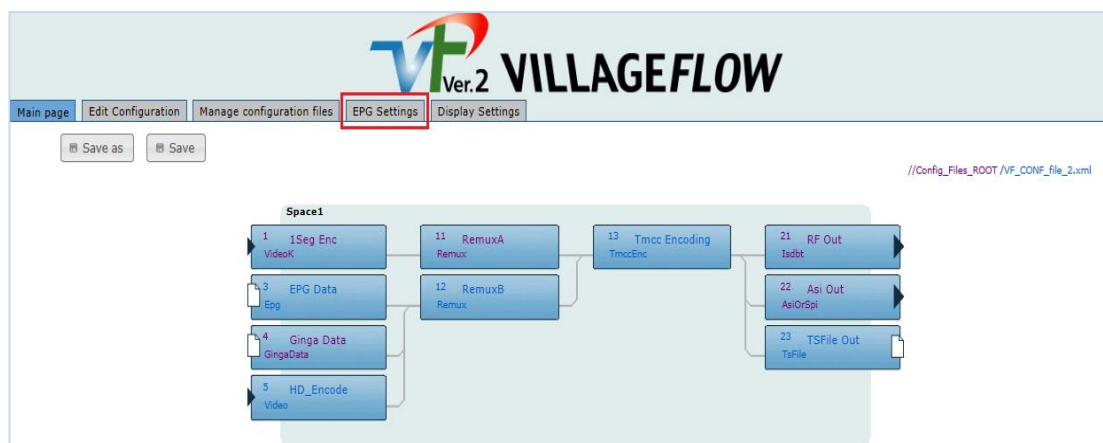 Ver.2 VILLAGEFLOW
Main page Edit Configuration Manage configuration files EPG Settings Display Settings
Save as Save
//Config_Files_ROOT /VF_CONF_file_2.xml
Space1
1 1Seg Enc
VideoK
11 RemuxA
Remux
13 Tmcc Encoding
TmccEnc
21 RF Out
Isdbt
3 EPG Data
Epg
12 RemuxB
Remux
22 Asi Out
AsiOrSpi
4 Ginga Data
GingaData
23 TSFile Out
TsFile
5 HD_Encode
Video